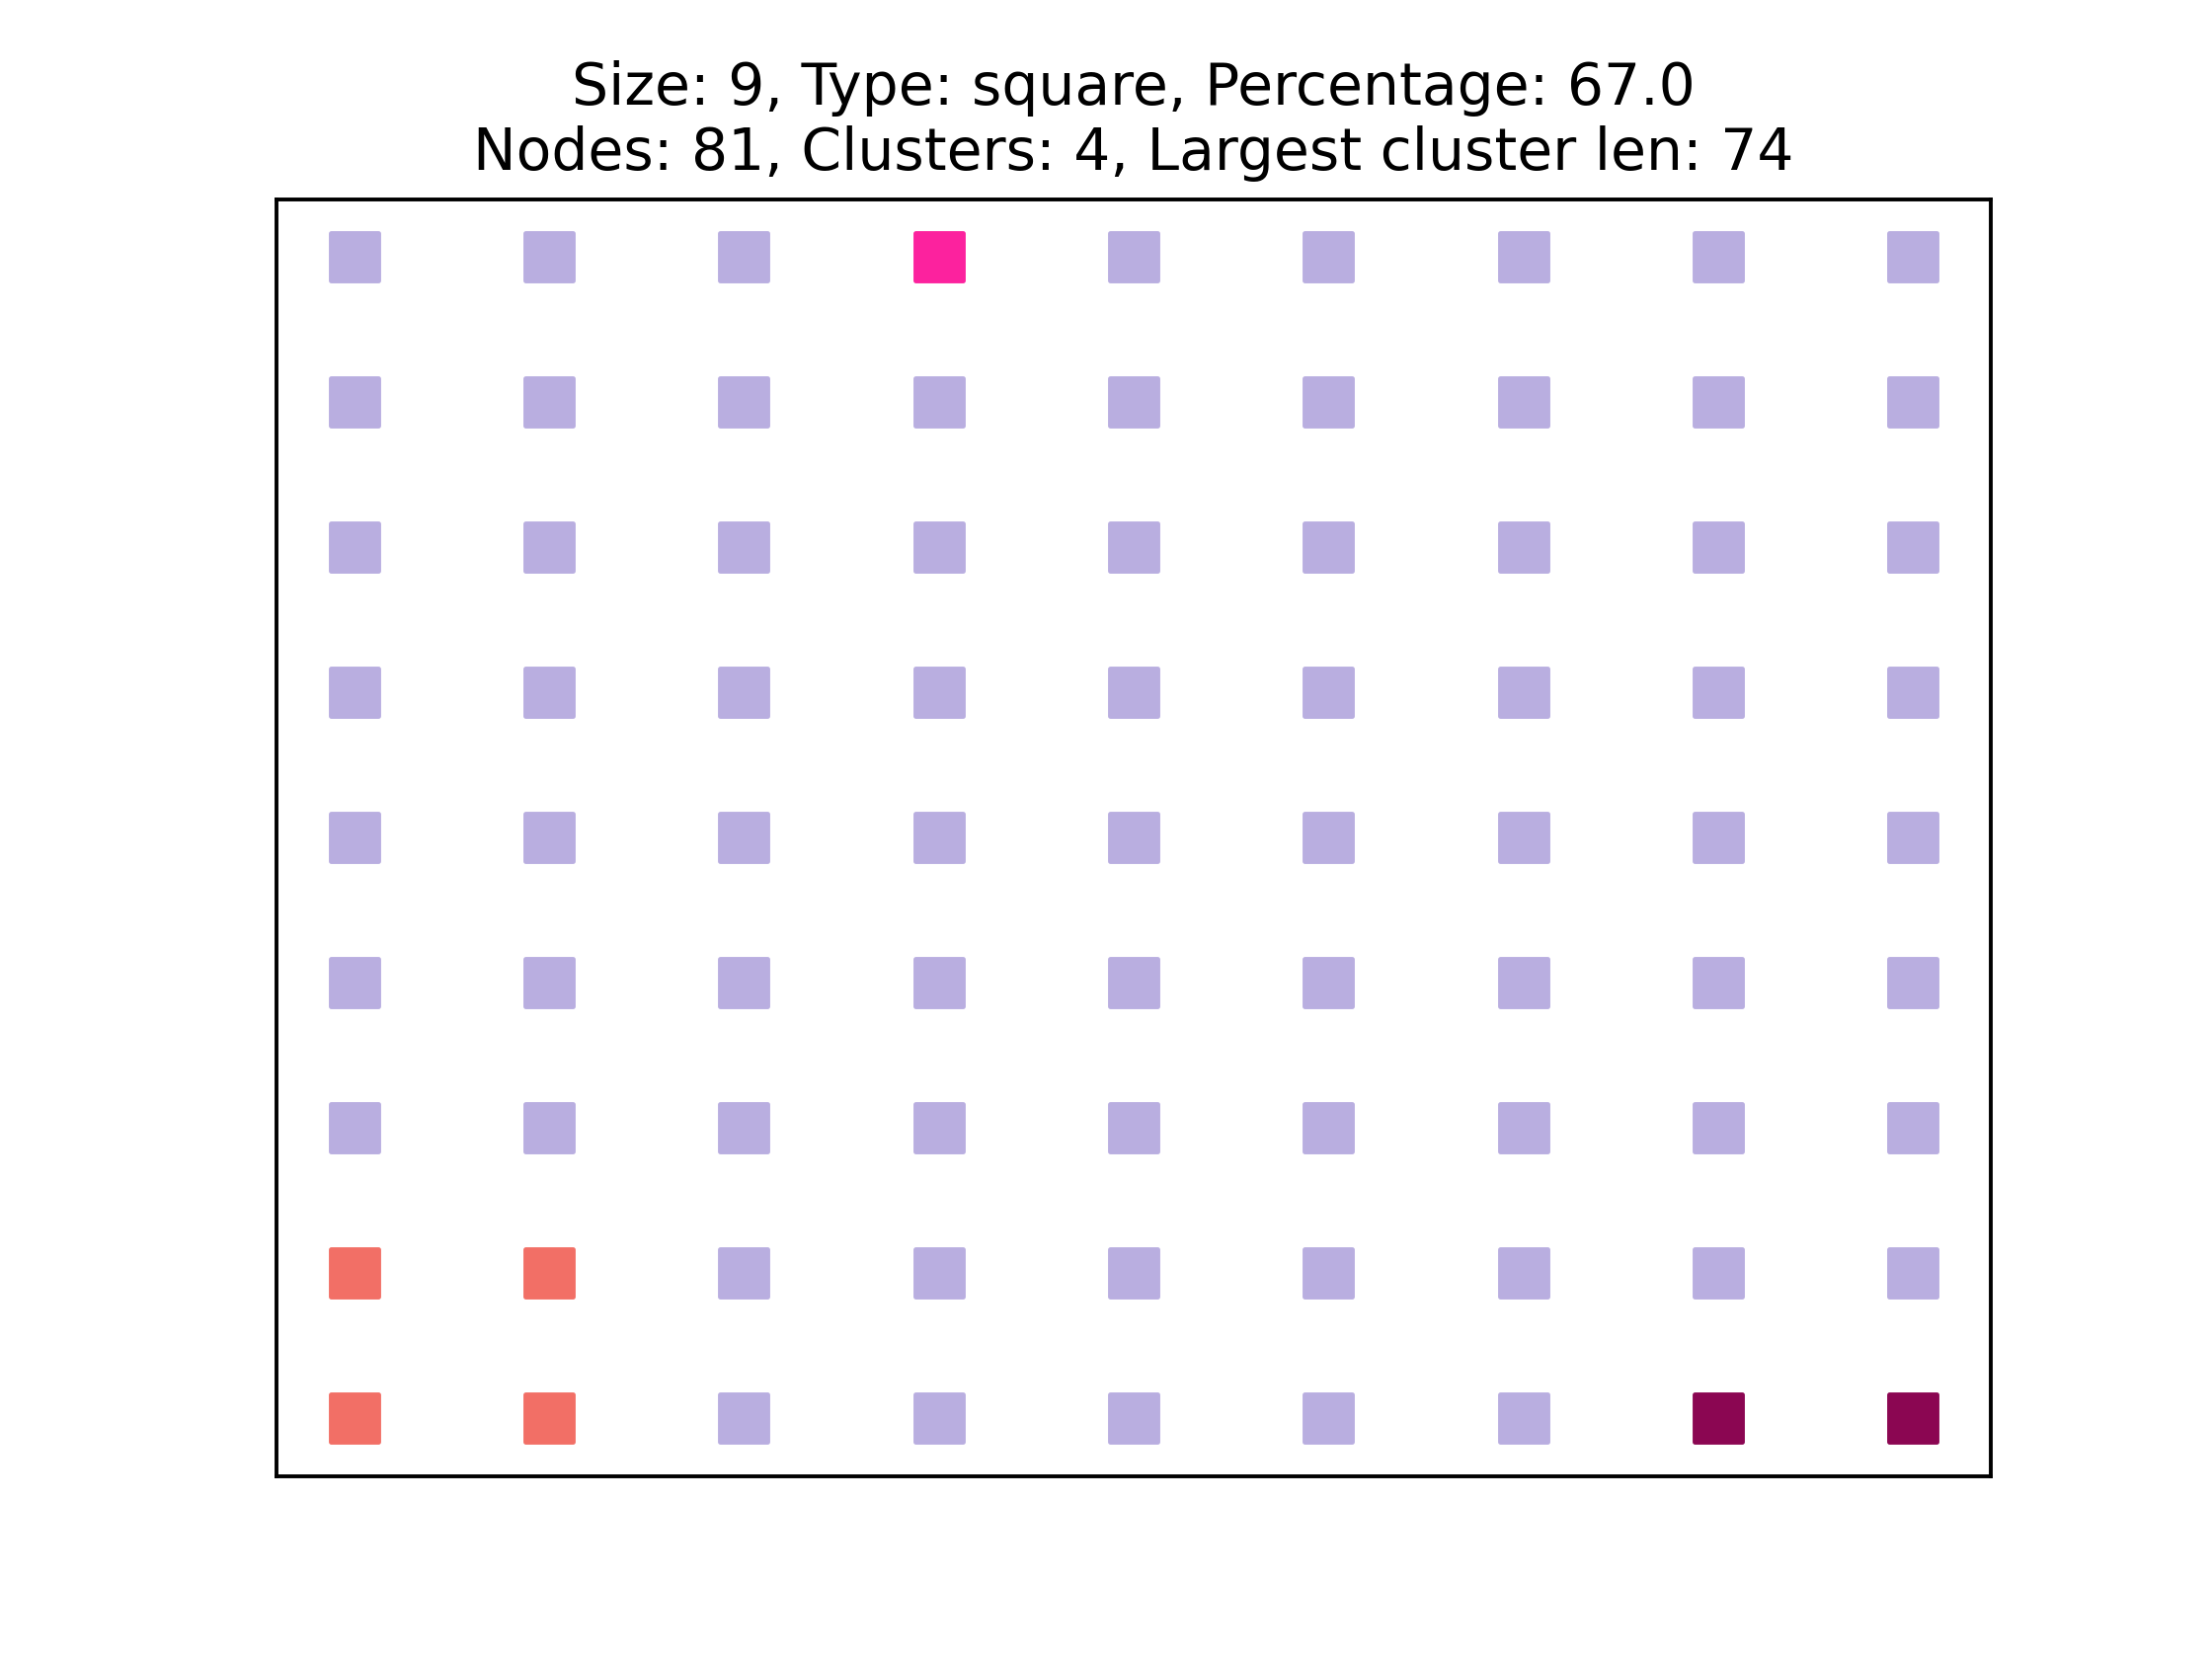 Size: 9, Type: square, Percentage: 67.0
Nodes: 81, Clusters: 4, Largest cluster len: 74